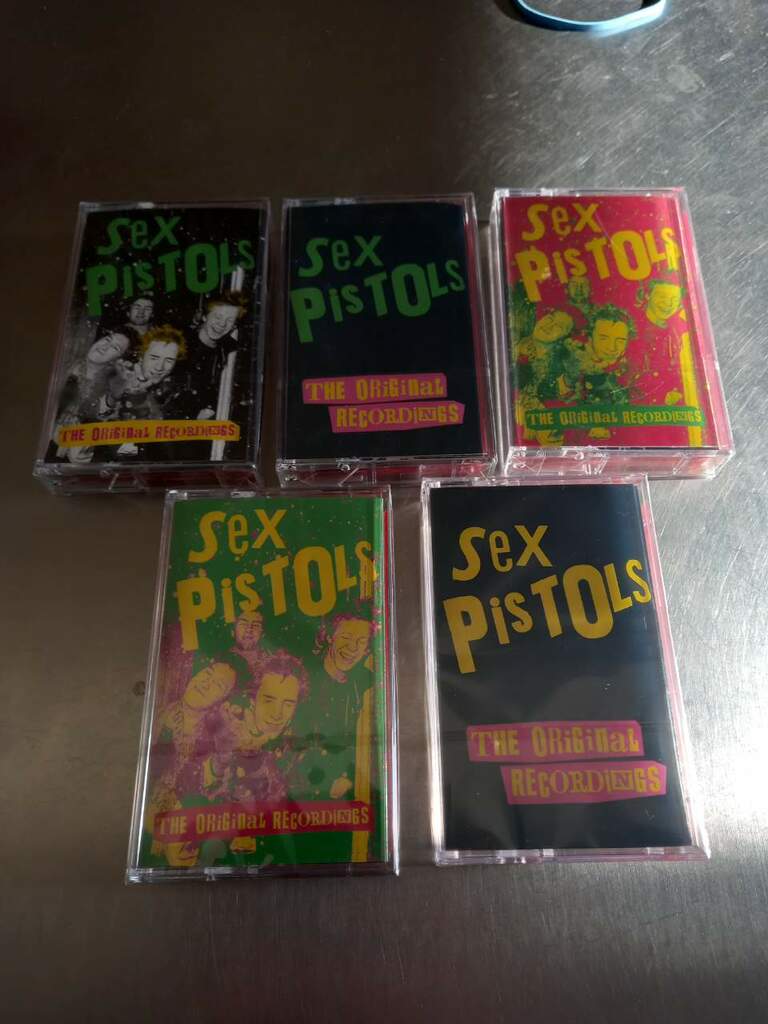 Sex
PISTOLS
THE ORiGinaL RECORDINGS
Sex
PISTOLS
THE ORiGinaL
RECORDINGS
Sex
PISTOLS
THE ORiGinaL RECORDINGS
Sex
PISTOLS
THE ORiGinaL RECORDINGS
Sex
PiSTOLS
THE ORiGinaL
RECORDINGS